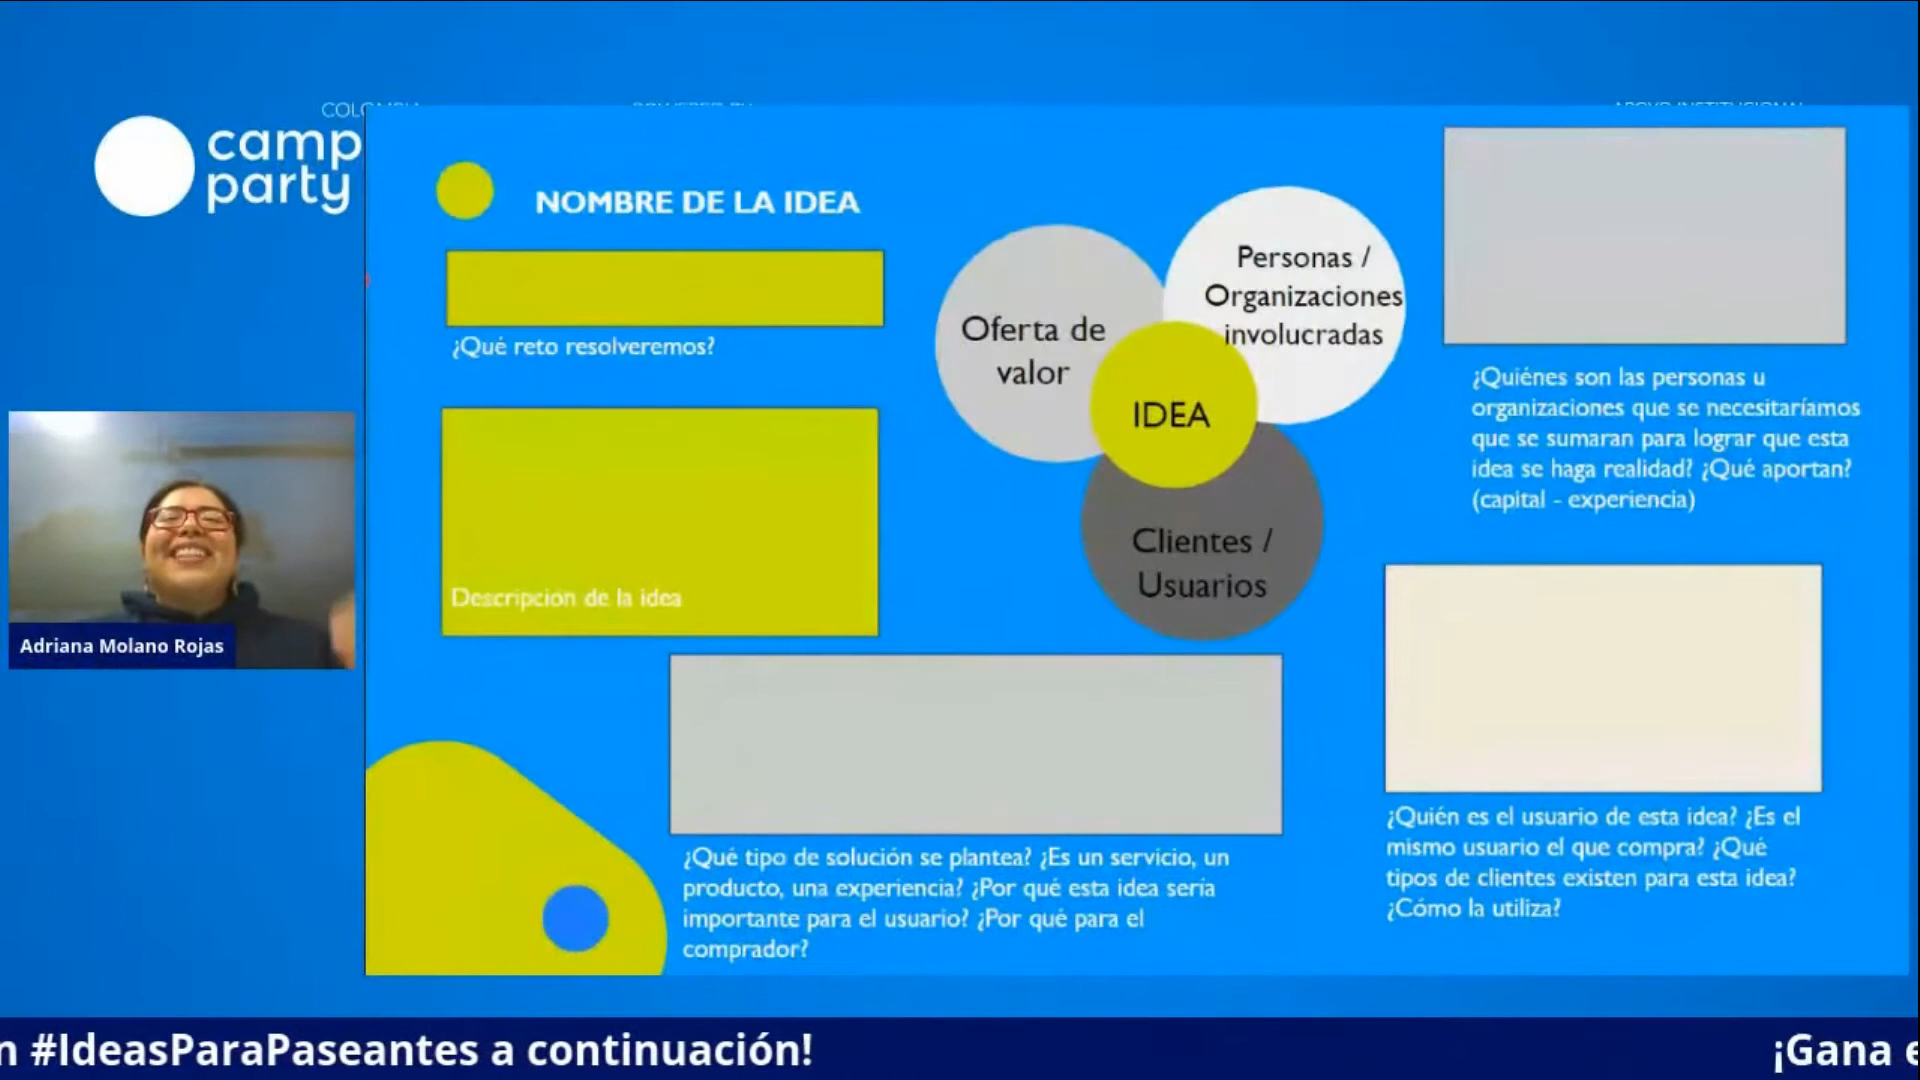 COLOMBIA
camp
party
NOMBRE DE LA IDEA
¿Qué reto resolveremos?
Descripcion de la idea
Oferta de
valor
Personas /
Organizaciones
involucradas
IDEA
Clientes /
Usuarios
¿Quiénes son las personas u
organizaciones que se necesitaríamos
que se sumaran para lograr que esta
idea se haga realidad? ¿Qué aportan?
(capital - experiencia)
¿Qué tipo de solución se plantea? ¿Es un servicio, un
producto, una experiencia? ¿Por qué esta idea seria
importante para el usuario? ¿Por qué para el
comprador?
¿Quién es el usuario de esta idea? ¿Es el
mismo usuario el que compra? ¿Qué
tipos de clientes existen para esta idea?
¿Cómo la utiliza?
Adriana Molano Rojas
n #IdeasParaPaseantes a continuación!
¡Gana e